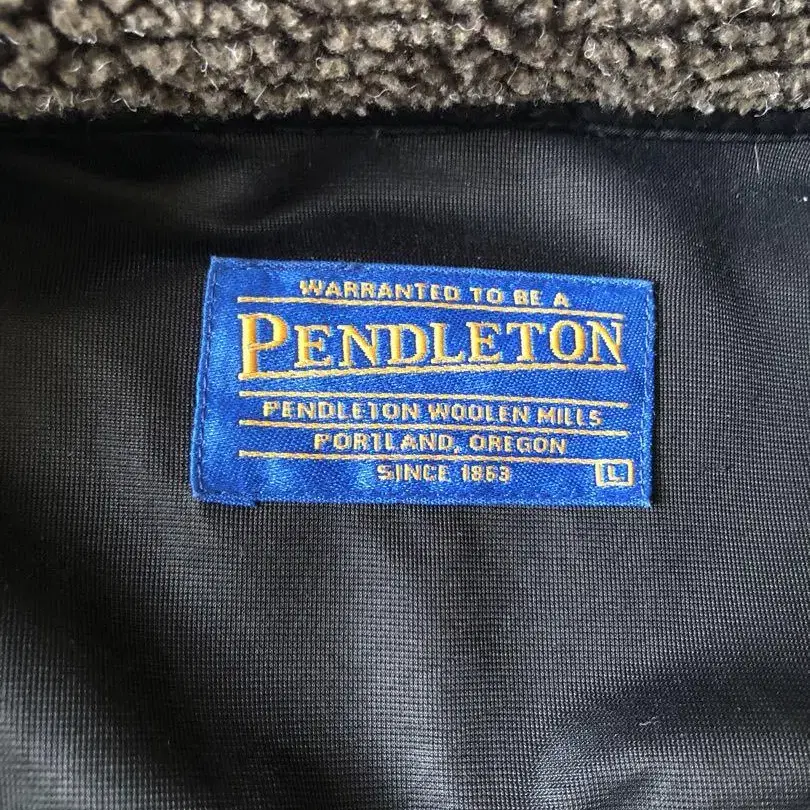 WARRANTED TO BE A
PENDLETON
PENDLETON WOOLEN MILLS
PORTLAND, OREGON
SINCE 1863
L